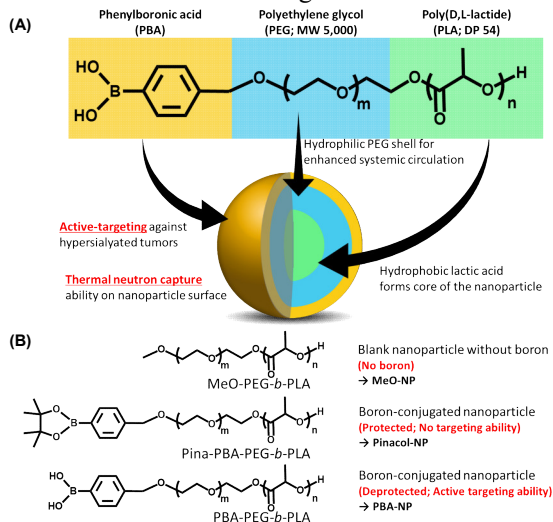 (A)
Phenylboronic acid
(PBA)
Polyethylene glycol
(PEG; MW 5,000)
Poly(D,L-lactide)
(PLA; DP 54)
HO
HO
B
O
O
m
O
O
O
n
H
Hydrophilic PEG shell for
enhanced systemic circulation
Active-targeting against
hypersialyated tumors
Thermal neutron capture
ability on nanoparticle surface
Hydrophobic lactic acid
forms core of the nanoparticle
(B)
O
O
m
O
O
O
n
H
MeO-PEG-b-PLA
Blank nanoparticle without boron
(No boron)
→ MeO-NP
O
O
B
O
O
m
O
O
O
n
H
Pina-PBA-PEG-b-PLA
Boron-conjugated nanoparticle
(Protected; No targeting ability)
→ Pinacol-NP
HO
HO
B
O
O
m
O
O
O
n
H
PBA-PEG-b-PLA
Boron-conjugated nanoparticle
(Deprotected; Active targeting ability)
→ PBA-NP